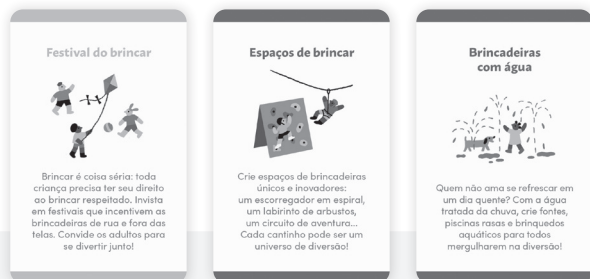 Festival do brincar
Brincar é coisa séria: toda
criança precisa ter seu direito
ao brincar respeitado. Invista
em festivais que incentivem as
brincadeiras de rua e fora das
telas. Convide os adultos para
se divertir junto!
Espaços de brincar
Crie espaços de brincadeiras
únicos e inovadores:
um escorregador em espiral,
um labirinto de arbustos,
um circuito de aventura...
Cada cantinho pode ser um
universo de diversão!
Brincadeiras
com água
Quem não ama se refrescar em
um dia quente? Com a água
tratada da chuva, crie fontes,
piscinas rasas e brinquedos
aquáticos para todos
mergulharem na diversão!